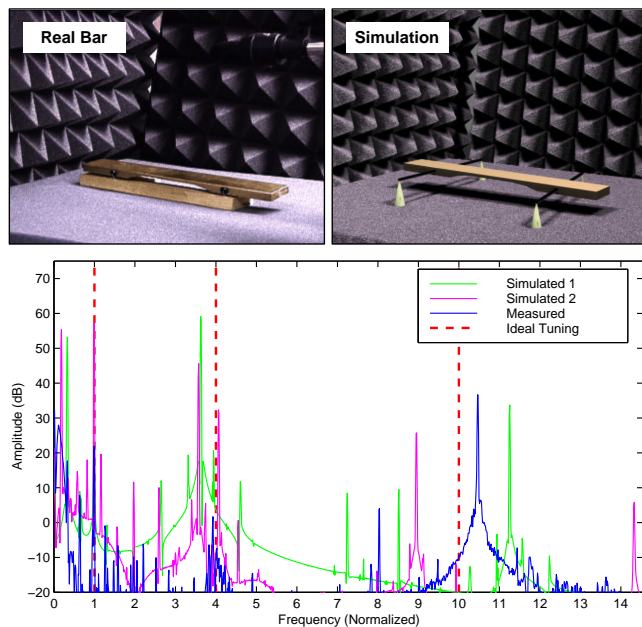 Real Bar
Simulation
70
60
50
40
30
20
10
0
−10
−20
Amplitude (dB)
Simulated 1
Simulated 2
Measured
Ideal Tuning
0 1 2 3 4 5 6 7 8 9 10 11 12 13 14
Frequency (Normalized)